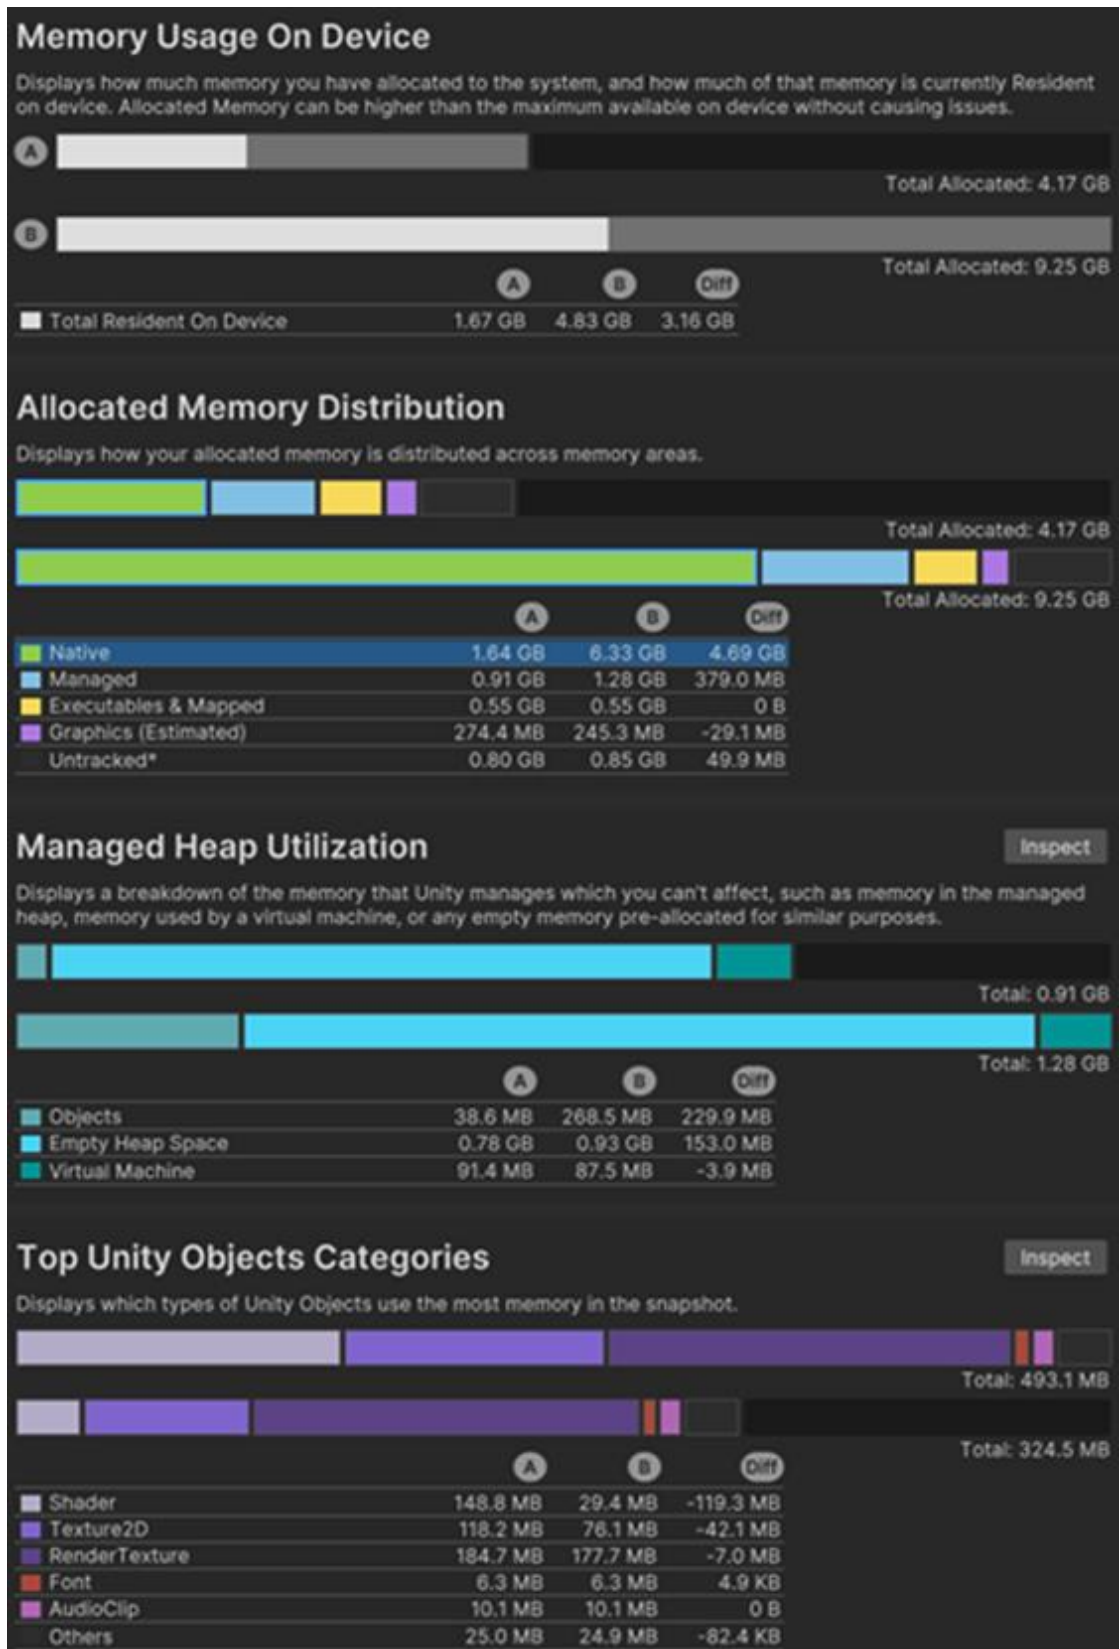 Memory Usage On Device
Displays how much memory you have allocated to the system, and how much of that memory is currently Resident
on device. Allocated Memory can be higher than the maximum available on device without causing issues.
A
Total Allocated: 4.17 GB
B
Total Allocated: 9.25 GB
A B Diff
Total Resident On Device 1.67 GB 4.83 GB 3.16 GB
Allocated Memory Distribution
Displays how your allocated memory is distributed across memory areas.
Total Allocated: 4.17 GB
Total Allocated: 9.25 GB
A B Diff
Native 1.64 GB 6.33 GB 4.69 GB
Managed 0.91 GB 1.28 GB 379.0 MB
Executables & Mapped 0.55 GB 0.55 GB 0 B
Graphics (Estimated) 274.4 MB 245.3 MB -29.1 MB
Untracked* 0.80 GB 0.85 GB 49.9 MB
Managed Heap Utilization
Inspect
Displays a breakdown of the memory that Unity manages which you can't affect, such as memory in the managed
heap, memory used by a virtual machine, or any empty memory pre-allocated for similar purposes.
Total: 0.91 GB
Total: 1.28 GB
A B Diff
Objects 38.6 MB 268.5 MB 229.9 MB
Empty Heap Space 0.78 GB 0.93 GB 153.0 MB
Virtual Machine 91.4 MB 87.5 MB -3.9 MB
Top Unity Objects Categories
Inspect
Displays which types of Unity Objects use the most memory in the snapshot.
Total: 493.1 MB
Total: 324.5 MB
A B Diff
Shader 148.8 MB 29.4 MB -119.3 MB
Texture2D 118.2 MB 76.1 MB -42.1 MB
RenderTexture 184.7 MB 177.7 MB -7.0 MB
Font 6.3 MB 6.3 MB 4.9 KB
AudioClip 10.1 MB 10.1 MB 0 B
Others 25.0 MB 24.9 MB -82.4 KB